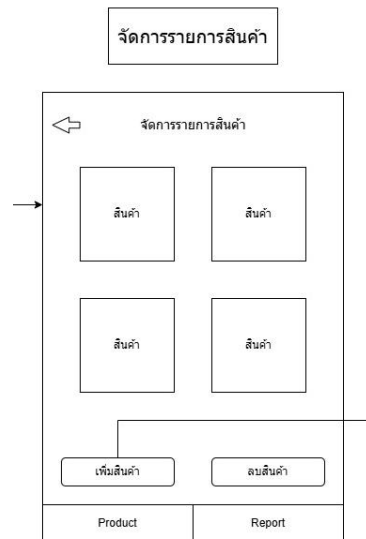 จัดการรายการสินค้า
จัดการรายการสินค้า
สินค้า สินค้า
สินค้า สินค้า
เพิ่มสินค้า ลบสินค้า
Product Report